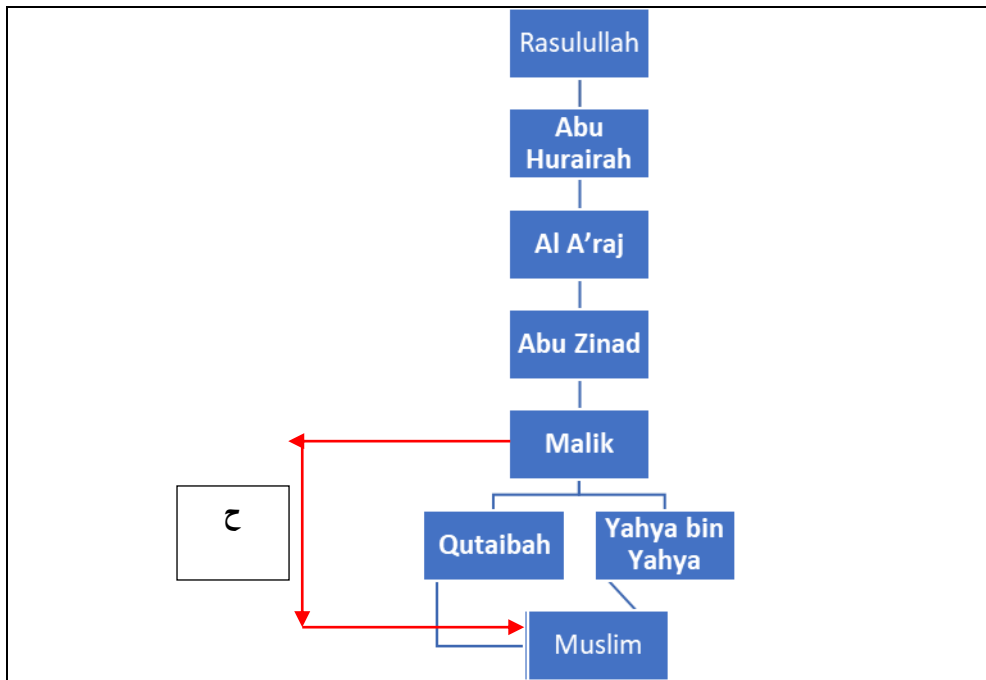 Rasulullah
Abu
Hurairah
Al A’raj
Abu Zinad
Malik
ح
Qutaibah
Yahya bin
Yahya
Muslim